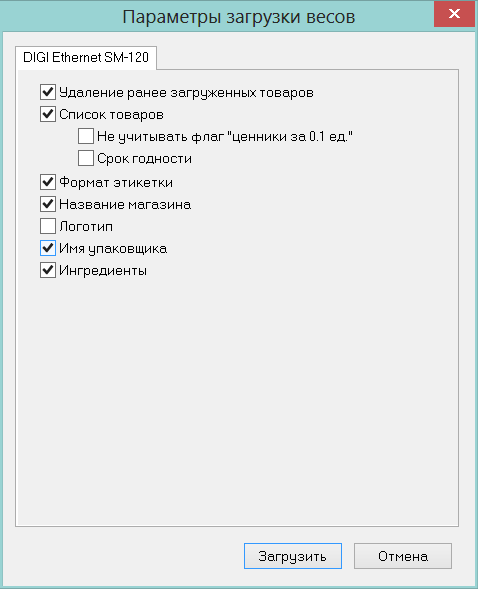 Параметры загрузки весов
DIGI Ethernet SM-120
Удаление ранее загруженных товаров
Список товаров
Не учитывать флаг "ценники за 0.1 ед."
Срок годности
Формат этикетки
Название магазина
Логотип
Имя упаковщика
Ингредиенты
Загрузить
Отмена